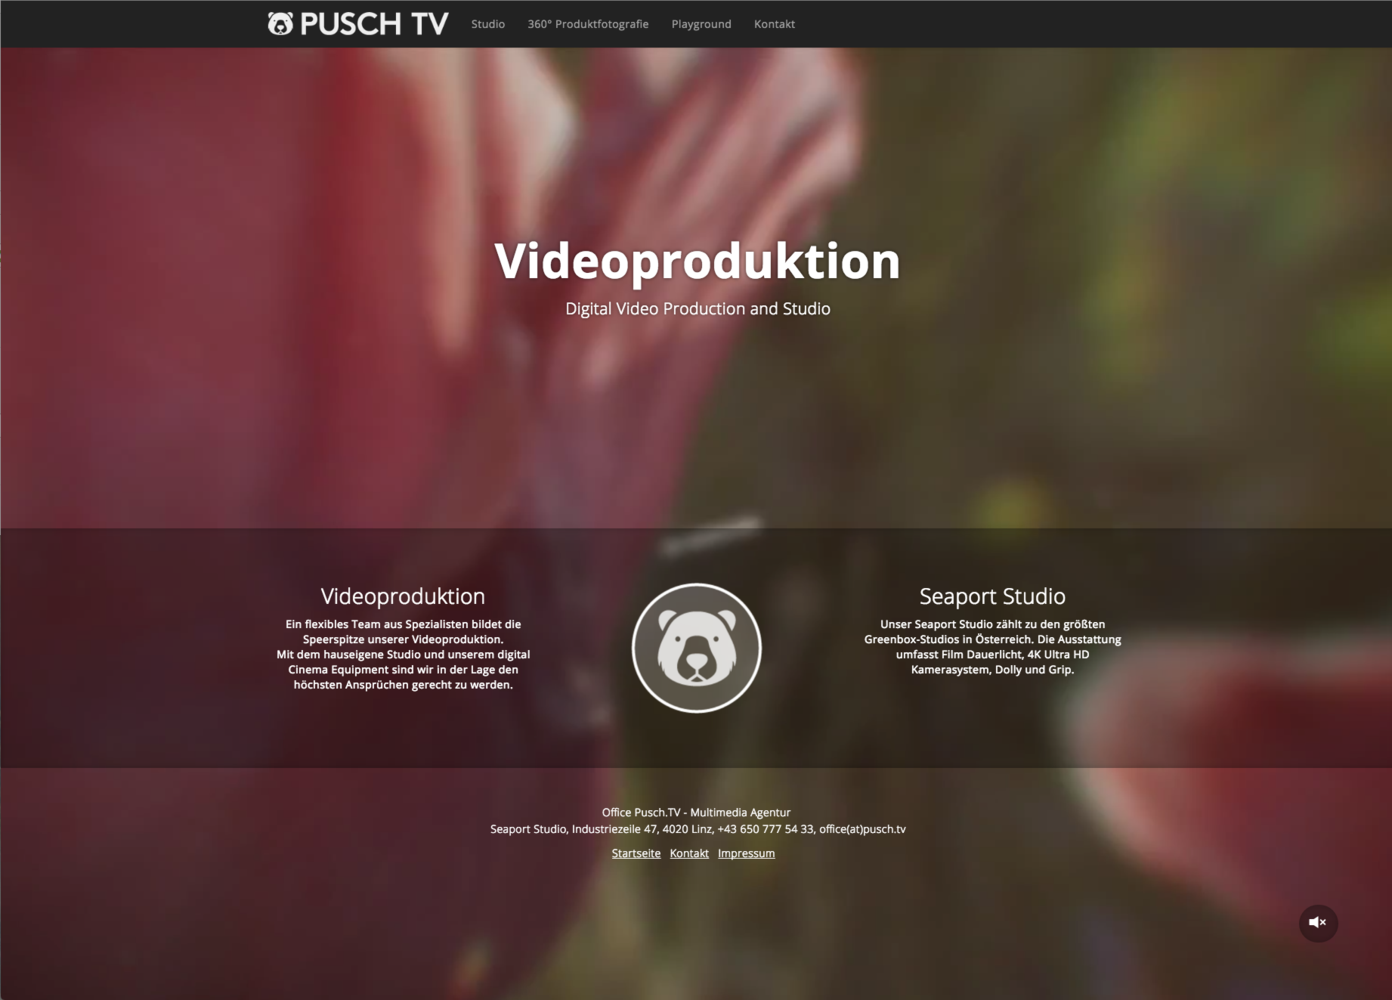 PUSCH TV
Studio
360° Produktfotografie
Playground
Kontakt
Videoproduktion
Digital Video Production and Studio
Videoproduktion
Ein flexibles Team aus Spezialisten bildet die
Speerspitze unserer Videoproduktion.
Mit dem hauseigene Studio und unserem digital
Cinema Equipment sind wir in der Lage den
höchsten Ansprüchen gerecht zu werden.
Seaport Studio
Unser Seaport Studio zählt zu den größten
Greenbox-Studios in Österreich. Die Ausstattung
umfasst Film Dauerlicht, 4K Ultra HD
Kamerasystem, Dolly und Grip.
Office Pusch.TV - Multimedia Agentur
Seaport Studio, Industriezeile 47, 4020 Linz, +43 650 777 54 33, office(at)pusch.tv
Startseite Kontakt Impressum